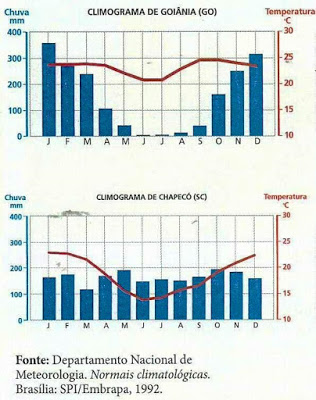 Chuva
mm
CLIMOGRAMA DE GOIÂNIA (GO)
Temperatura
°C
400
300
200
100
0
30
25
20
15
10
J F M A M J J A S O N D
Chuva
mm
CLIMOGRAMA DE CHAPECÓ (SC)
Temperatura
°C
400
300
200
100
0
30
25
20
15
10
J F M A M J J A S O N D
Fonte: Departamento Nacional de
Meteorologia. Normais climatológicas.
Brasília: SPI/Embrapa, 1992.